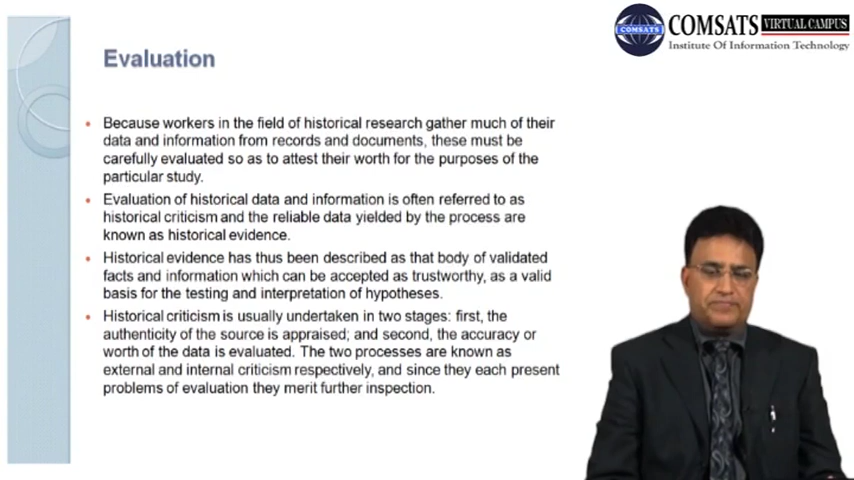 COMSATS
COMSATS VIRTUAL CAMPUS
Institute Of Information Technology
Evaluation
Because workers in the field of historical research gather much of their
data and information from records and documents, these must be
carefully evaluated so as to attest their worth for the purposes of the
particular study.
Evaluation of historical data and information is often referred to as
historical criticism and the reliable data yielded by the process are
known as historical evidence.
Historical evidence has thus been described as that body of validated
facts and information which can be accepted as trustworthy, as a valid
basis for the testing and interpretation of hypotheses.
Historical criticism is usually undertaken in two stages: first, the
authenticity of the source is appraised; and second, the accuracy or
worth of the data is evaluated. The two processes are known as
external and internal criticism respectively, and since they each present
problems of evaluation they merit further inspection.